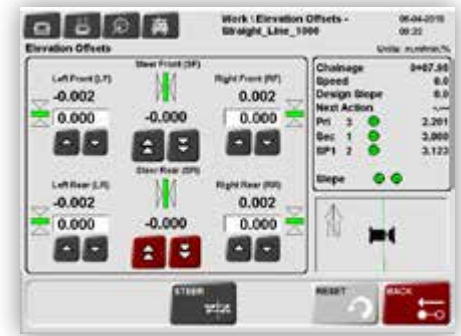 Work \ Elevation Offsets -
Straight_Line_1000
06-04-2018
09:22
Elevation Offsets
Units: m,m/min,%
Steer Front (SF)
Left Front (LF)
Right Front (RF)
-0.002
0.002
0.000
-0.000
0.000
Steer Rear (SR)
Left Rear (LR)
Right Rear (RR)
-0.002
0.002
0.000
-0.000
0.000
Chainage 0+07.98
Speed 0.0
Design Slope 0.0
Next Action -.--
Pri 3 2.201
Sec 1 3.000
SP1 2 3.123
Slope
STEER
RESET
BACK